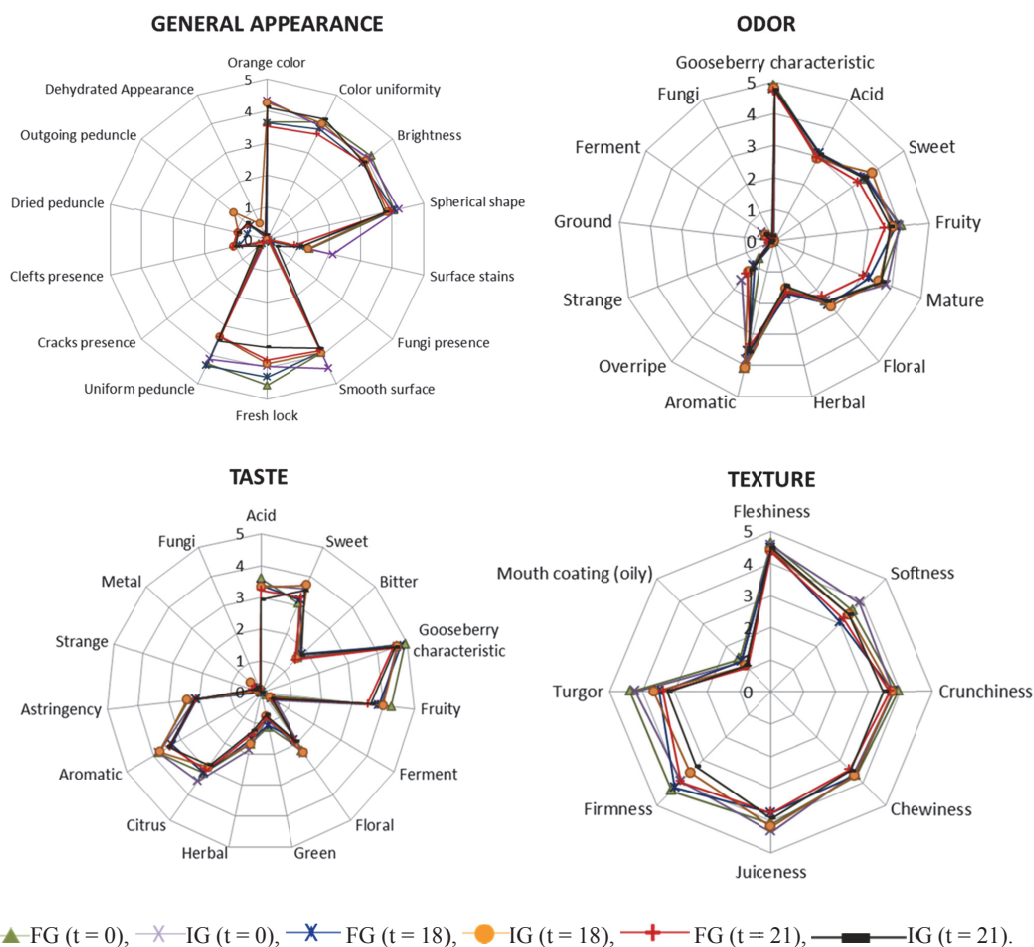 GENERAL APPEARANCE
Orange color
Color uniformity
Brightness
Spherical shape
Surface stains
Fungi presence
Smooth surface
Fresh lock
Uniform peduncle
Cracks presence
Clefts presence
Dried peduncle
Outgoing peduncle
Dehydrated Appearance
5
4
3
2
1
0
ODOR
Gooseberry characteristic
Acid
Sweet
Fruity
Mature
Floral
Herbal
Aromatic
Overripe
Strange
Ground
Ferment
Fungi
5
4
3
2
1
0
TASTE
Acid
Sweet
Bitter
Gooseberry
characteristic
Fruity
Ferment
Floral
Green
Herbal
Citrus
Aromatic
Astringency
Strange
Metal
Fungi
5
4
3
2
1
0
TEXTURE
Fleshiness
Softness
Crunchiness
Chewiness
Juiceness
Firmness
Turgor
Mouth coating (oily)
5
4
3
2
1
0
FG (t = 0), IG (t = 0), FG (t = 18), IG (t = 18), FG (t = 21), IG (t = 21).